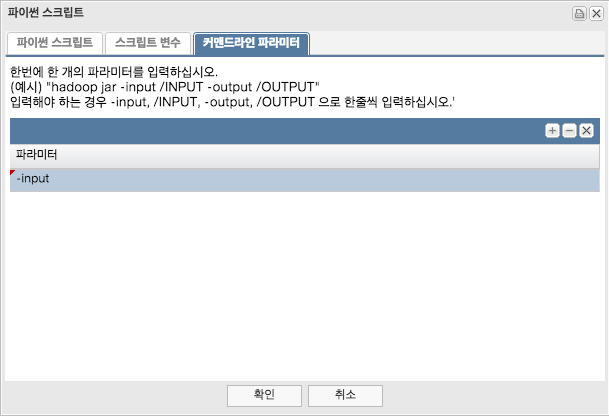 파이썬 스크립트
파이썬 스크립트 스크립트 변수 커맨드라인 파라미터
한번에 한 개의 파라미터를 입력하십시오.
(예시) "hadoop jar -input /INPUT -output /OUTPUT"
입력해야 하는 경우 -input, /INPUT, -output, /OUTPUT 으로 한줄씩 입력하십시오.'
파라미터
-input
확인 취소